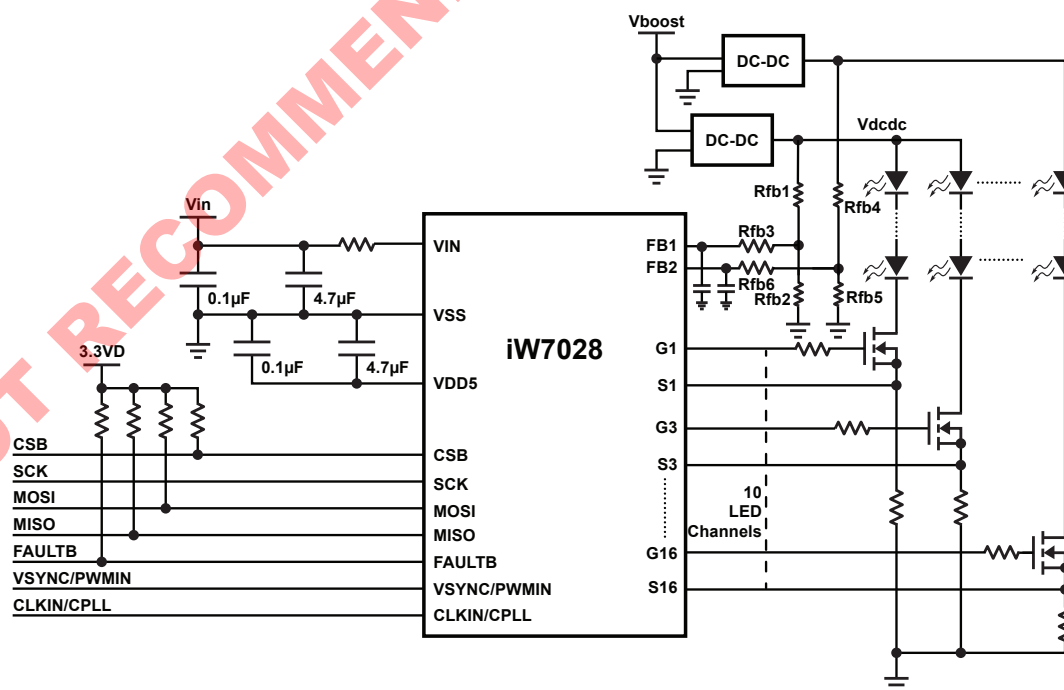 Vboost
DC-DC
DC-DC
Vdcdc
Rfb1
Rfb4
Vin
VIN
FB1
Rfb3
FB2
Rfb6
Rfb2
Rfb5
0.1µF
4.7µF
VSS
iW7028
G1
3.3VD
0.1µF
4.7µF
VDD5
S1
G3
CSB
CSB
S3
SCK
SCK
MOSI
MOSI
10
LED
Channels
MISO
MISO
FAULTB
FAULTB
G16
VSYNC/PWMIN
VSYNC/PWMIN
S16
CLKIN/CPLL
CLKIN/CPLL
OT RECOMMEN